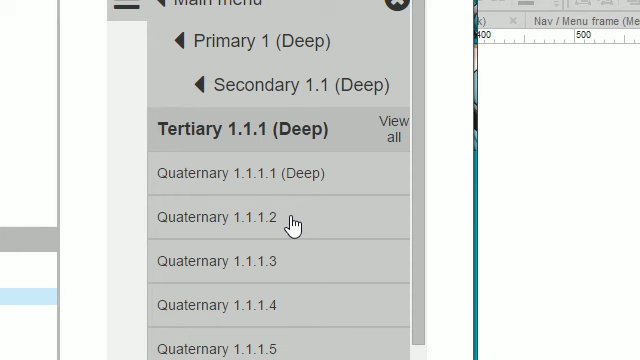 Main menu
Primary 1 (Deep)
Secondary 1.1 (Deep)
Tertiary 1.1.1 (Deep)
View all
Quaternary 1.1.1.1 (Deep)
Quaternary 1.1.1.2
Quaternary 1.1.1.3
Quaternary 1.1.1.4
Quaternary 1.1.1.5
k)
Nav / Menu frame (Me
400
500